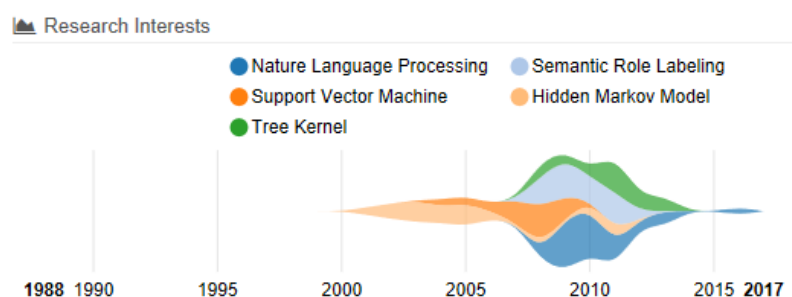 Research Interests
Nature Language Processing Semantic Role Labeling
Support Vector Machine Hidden Markov Model
Tree Kernel
1988 1990 1995 2000 2005 2010 2015 2017